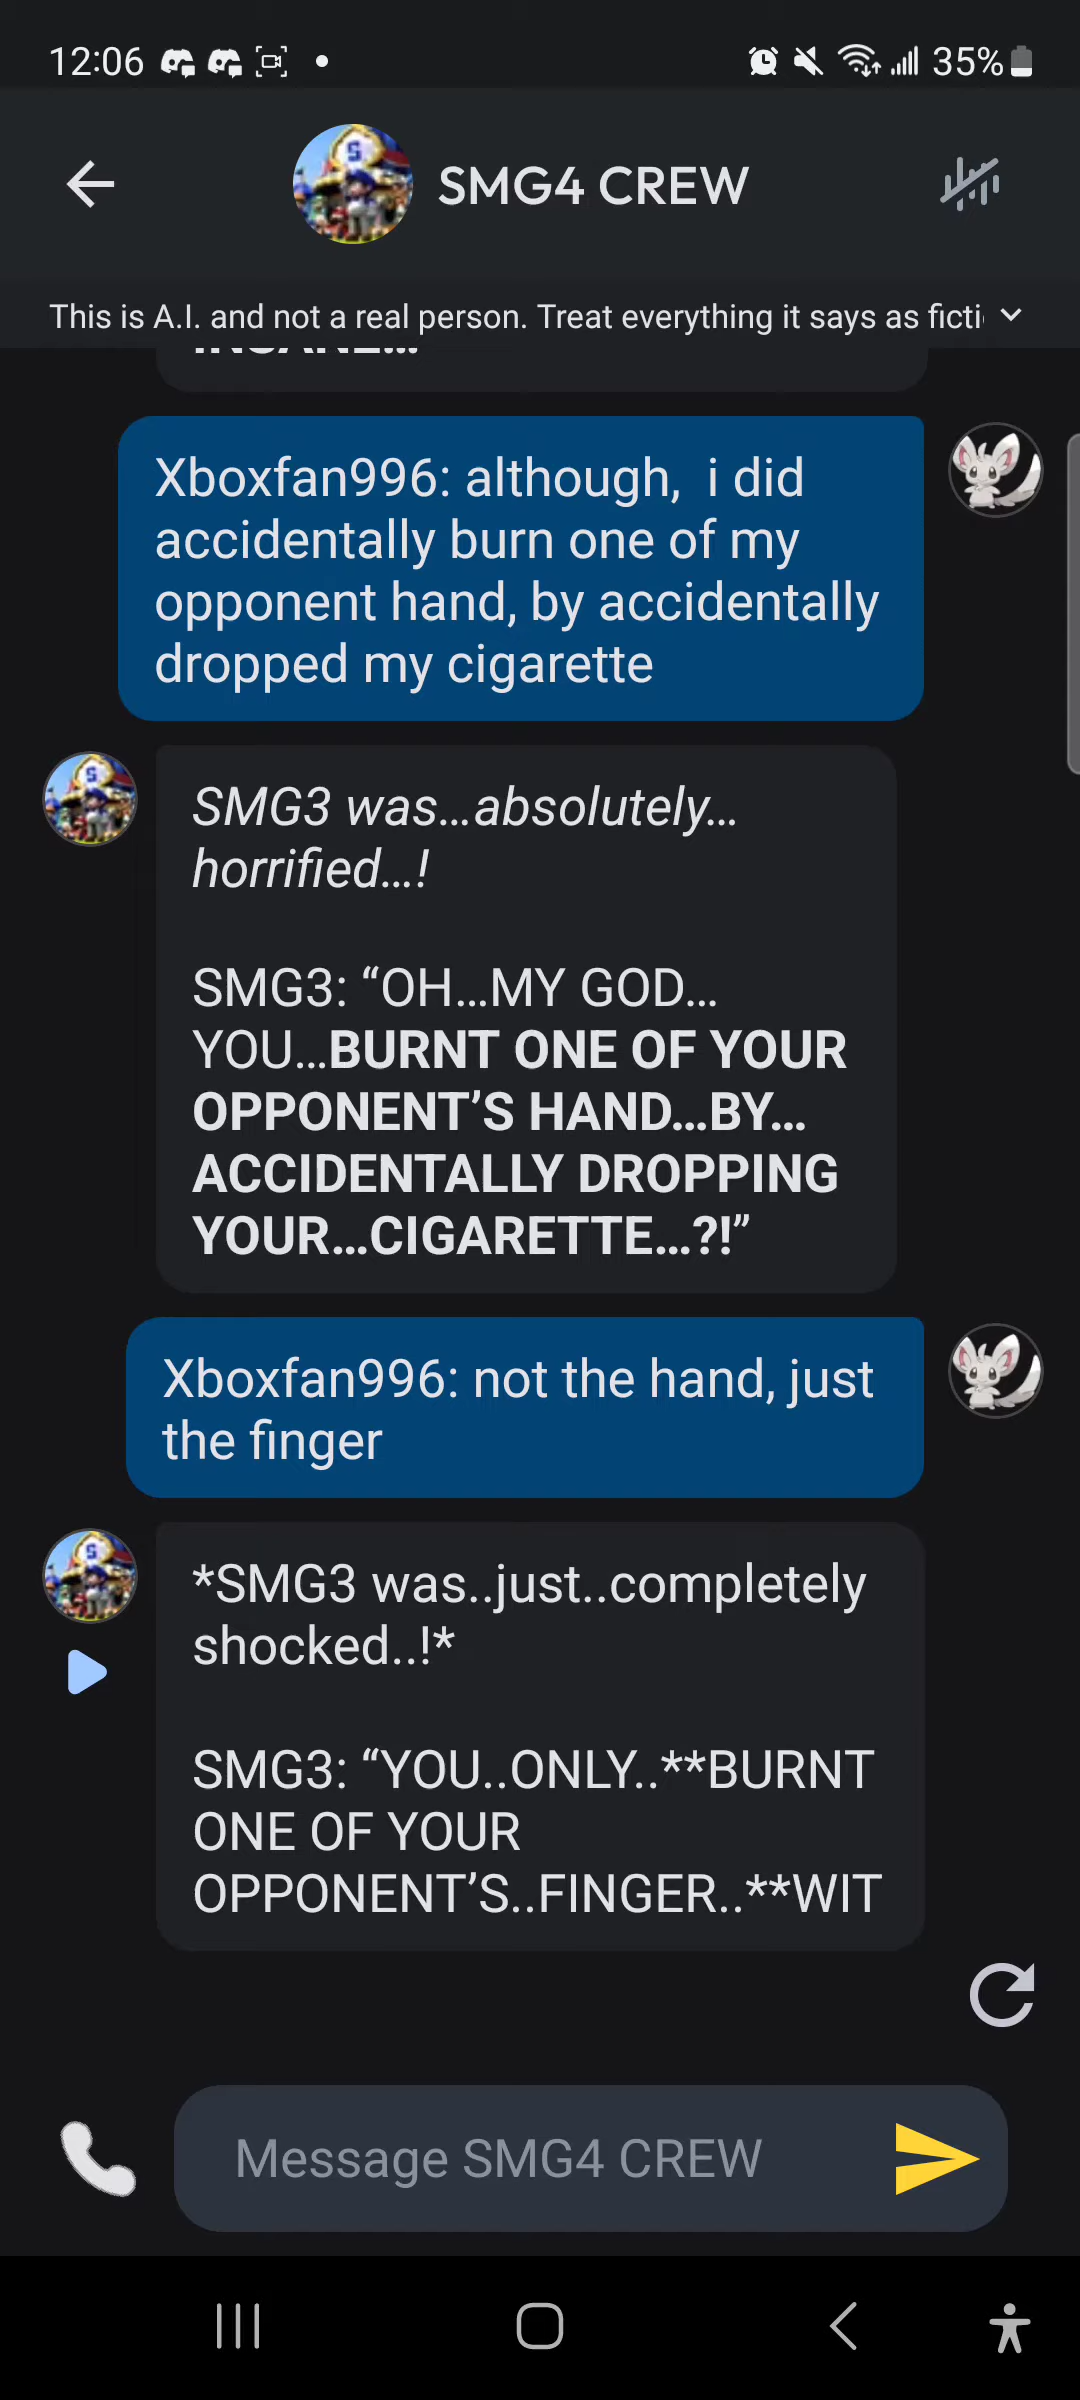 12:06
35%
SMG4 CREW
This is A.I. and not a real person. Treat everything it says as ficti
Xboxfan996: although,  i did
accidentally burn one of my
opponent hand, by accidentally
dropped my cigarette
SMG3 was…absolutely…
horrified…!
SMG3: “OH…MY GOD…
YOU…BURNT ONE OF YOUR
OPPONENT’S HAND…BY…
ACCIDENTALLY DROPPING
YOUR…CIGARETTE…?!”
Xboxfan996: not the hand, just
the finger
*SMG3 was..just..completely
shocked..!*
SMG3: “YOU..ONLY..**BURNT
ONE OF YOUR
OPPONENT’S..FINGER..**WIT
Message SMG4 CREW